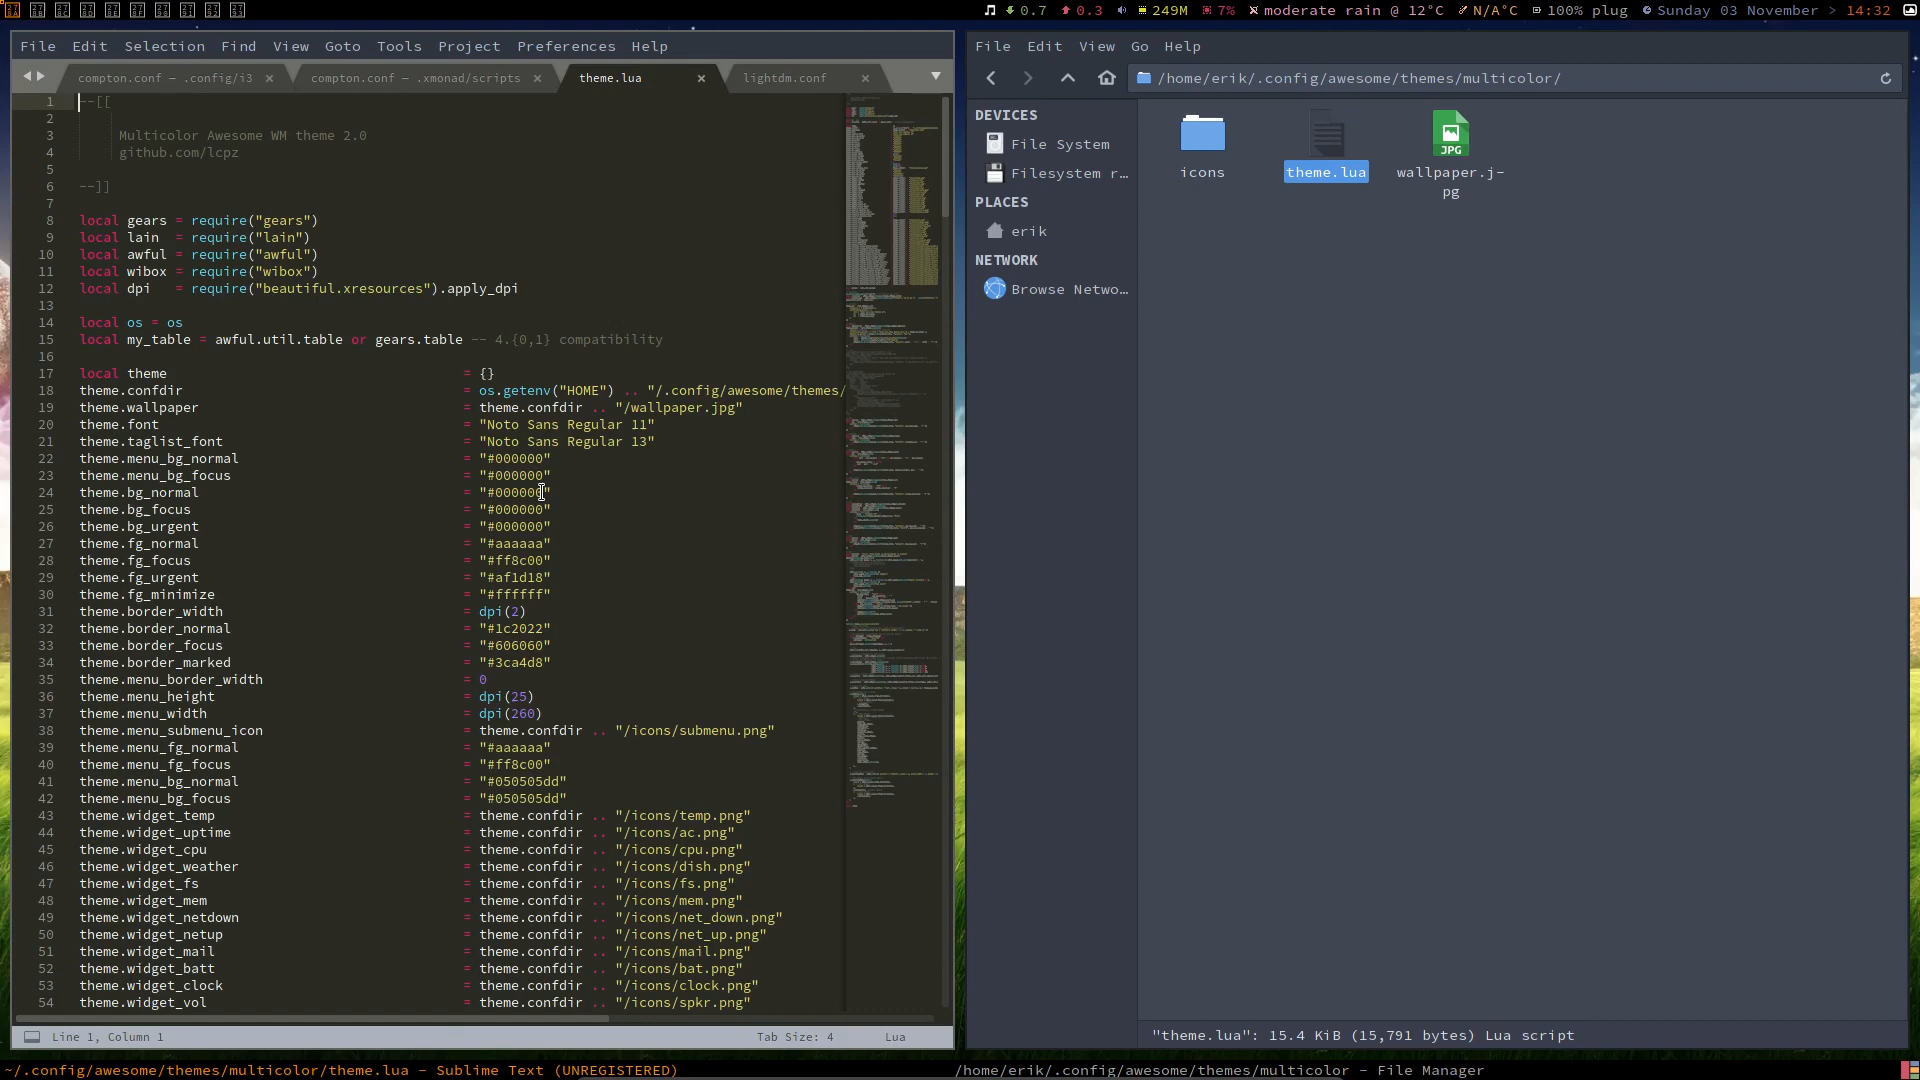 0.7 0.3 249M 7% moderate rain @ 12°C N/A°C 100% plug Sunday 03 November > 14:32
File Edit Selection Find View Goto Tools Project Preferences Help
compton.conf — .config/i3 × compton.conf — .xmonad/scripts × theme.lua × lightdm.conf ×
1 --[[
2
3 Multicolor Awesome WM theme 2.0
4 github.com/lcpz
5
6 --]]
7
8 local gears = require("gears")
9 local lain  = require("lain")
10 local awful = require("awful")
11 local wibox = require("wibox")
12 local dpi   = require("beautiful.xresources").apply_dpi
13
14 local os = os
15 local my_table = awful.util.table or gears.table -- 4.{0,1} compatibility
16
17 local theme = {}
18 theme.confdir = os.getenv("HOME") .. "/.config/awesome/themes/
19 theme.wallpaper = theme.confdir .. "/wallpaper.jpg"
20 theme.font = "Noto Sans Regular 11"
21 theme.taglist_font = "Noto Sans Regular 13"
22 theme.menu_bg_normal = "#000000"
23 theme.menu_bg_focus = "#000000"
24 theme.bg_normal = "#000000"
25 theme.bg_focus = "#000000"
26 theme.bg_urgent = "#000000"
27 theme.fg_normal = "#aaaaaa"
28 theme.fg_focus = "#ff8c00"
29 theme.fg_urgent = "#af1d18"
30 theme.fg_minimize = "#ffffff"
31 theme.border_width = dpi(2)
32 theme.border_normal = "#1c2022"
33 theme.border_focus = "#606060"
34 theme.border_marked = "#3ca4d8"
35 theme.menu_border_width = 0
36 theme.menu_height = dpi(25)
37 theme.menu_width = dpi(260)
38 theme.menu_submenu_icon = theme.confdir .. "/icons/submenu.png"
39 theme.menu_fg_normal = "#aaaaaa"
40 theme.menu_fg_focus = "#ff8c00"
41 theme.menu_bg_normal = "#050505dd"
42 theme.menu_bg_focus = "#050505dd"
43 theme.widget_temp = theme.confdir .. "/icons/temp.png"
44 theme.widget_uptime = theme.confdir .. "/icons/ac.png"
45 theme.widget_cpu = theme.confdir .. "/icons/cpu.png"
46 theme.widget_weather = theme.confdir .. "/icons/dish.png"
47 theme.widget_fs = theme.confdir .. "/icons/fs.png"
48 theme.widget_mem = theme.confdir .. "/icons/mem.png"
49 theme.widget_netdown = theme.confdir .. "/icons/net_down.png"
50 theme.widget_netup = theme.confdir .. "/icons/net_up.png"
51 theme.widget_mail = theme.confdir .. "/icons/mail.png"
52 theme.widget_batt = theme.confdir .. "/icons/bat.png"
53 theme.widget_clock = theme.confdir .. "/icons/clock.png"
54 theme.widget_vol = theme.confdir .. "/icons/spkr.png"
Line 1, Column 1 Tab Size: 4 Lua
File Edit View Go Help
/home/erik/.config/awesome/themes/multicolor/
DEVICES
File System
Filesystem r…
PLACES
erik
NETWORK
Browse Netwo…
icons
theme.lua
JPG
wallpaper.j-
pg
"theme.lua": 15.4 KiB (15,791 bytes) Lua script
~/.config/awesome/themes/multicolor/theme.lua - Sublime Text (UNREGISTERED) /home/erik/.config/awesome/themes/multicolor - File Manager